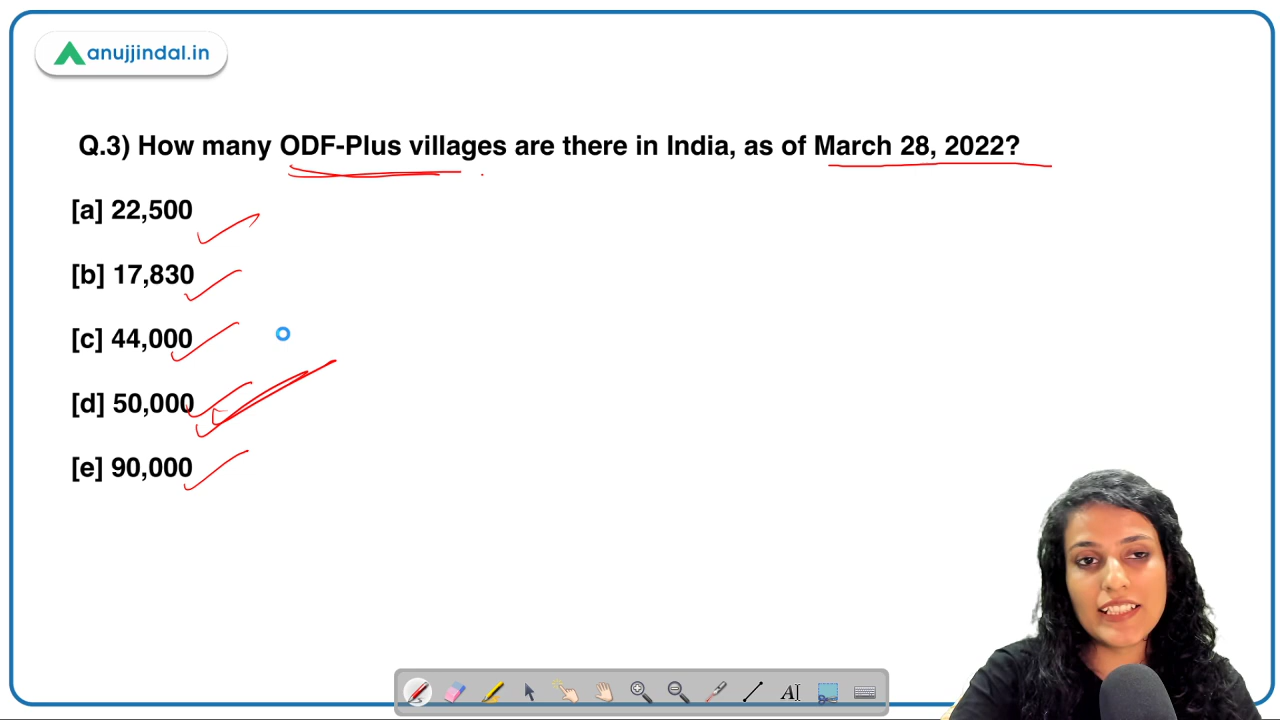 anujjindal.in
Q.3) How many ODF-Plus villages are there in India, as of March 28, 2022?
[a] 22,500
[b] 17,830
[c] 44,000
[d] 50,000
[e] 90,000
AI